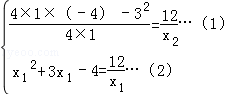 { (4×1×(-4)-3²)/(4×1)=12/x₂… (1)
x₁²+3x₁-4=12/x₁… (2)